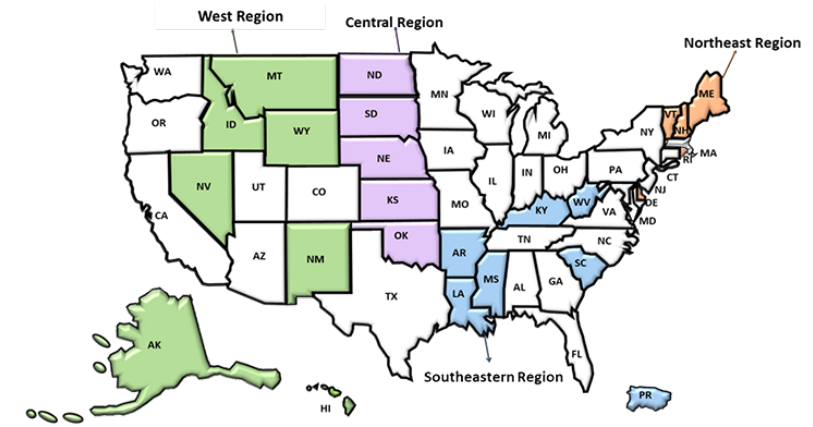 West Region
Central Region
Northeast Region
WA
MT
ND
ME
OR
ID
WY
SD
MN
WI
MI
NY
VT
NH
MA
RI
CT
NV
UT
CO
NE
IA
IL
IN
OH
PA
NJ
DE
MD
CA
KS
MO
KY
WV
VA
AZ
NM
OK
AR
TN
NC
SC
TX
LA
MS
AL
GA
FL
AK
HI
Southeastern Region
PR